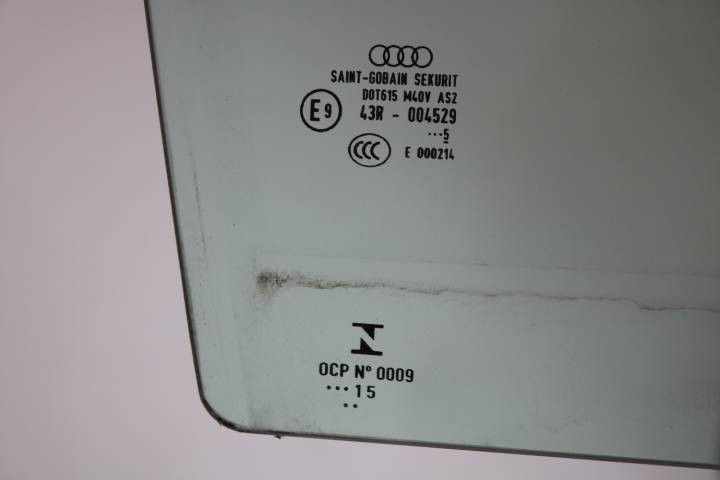 SAINT-GOBAIN SEKURIT
DOT615 M40V AS2
E9 43R - 004529
...5
CCC E 000214
N
OCP Nº 0009
...15
..